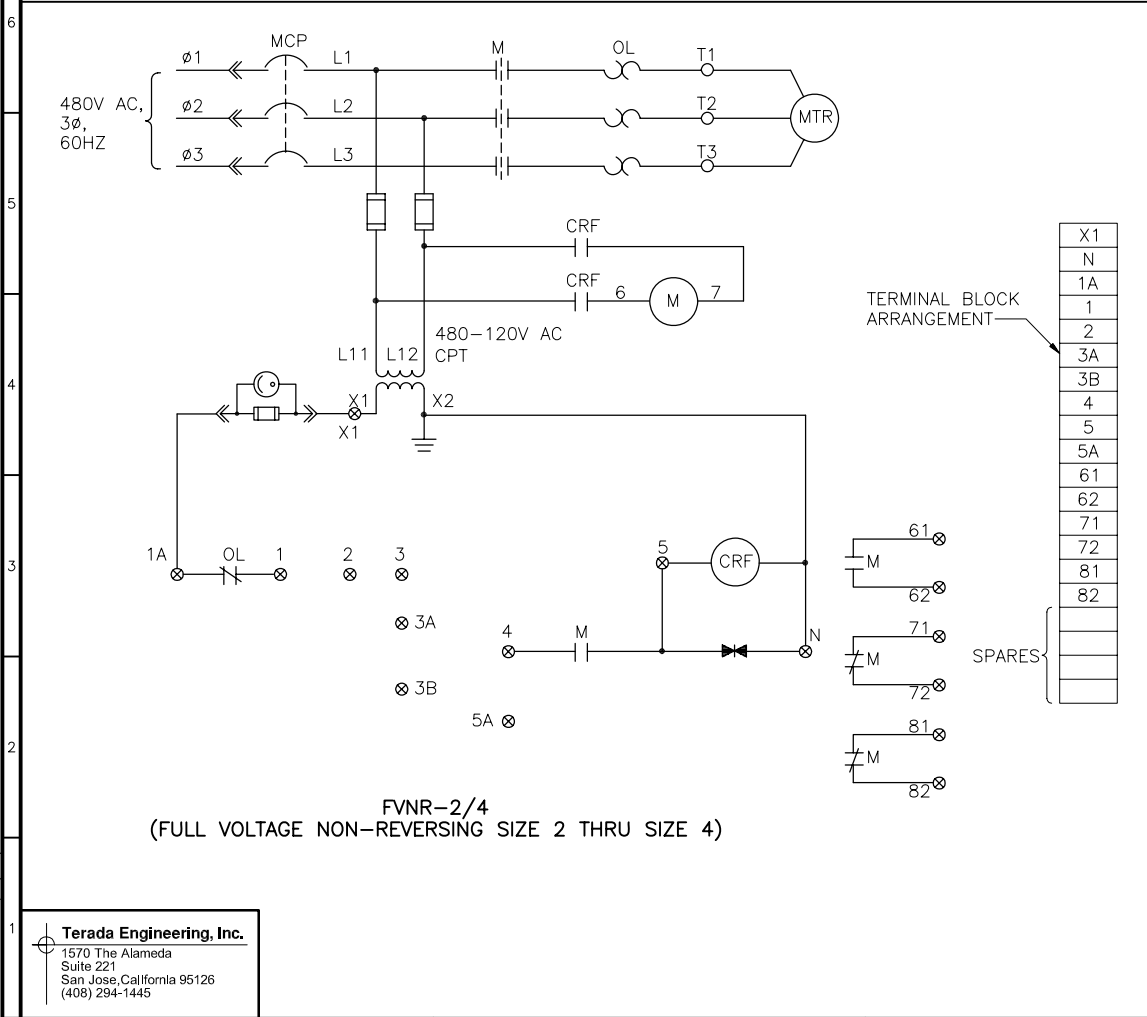 6
5
4
3
2
1
MCP
M
OL
ø1
L1
T1
480V AC,
3ø,
60HZ
ø2
L2
T2
MTR
ø3
L3
T3
CRF
CRF
6
M
7
480-120V AC
CPT
L11
L12
X1
X2
X1
TERMINAL BLOCK
ARRANGEMENT
X1
N
1A
1
2
3A
3B
4
5
5A
61
62
71
72
81
82
SPARES
1A
OL
1
2
3
3A
3B
4
M
5
CRF
N
5A
61
M
62
71
M
72
81
M
82
FVNR-2/4
(FULL VOLTAGE NON-REVERSING SIZE 2 THRU SIZE 4)
Terada Engineering, Inc.
1570 The Alameda
Suite 221
San Jose, California 95126
(408) 294-1445